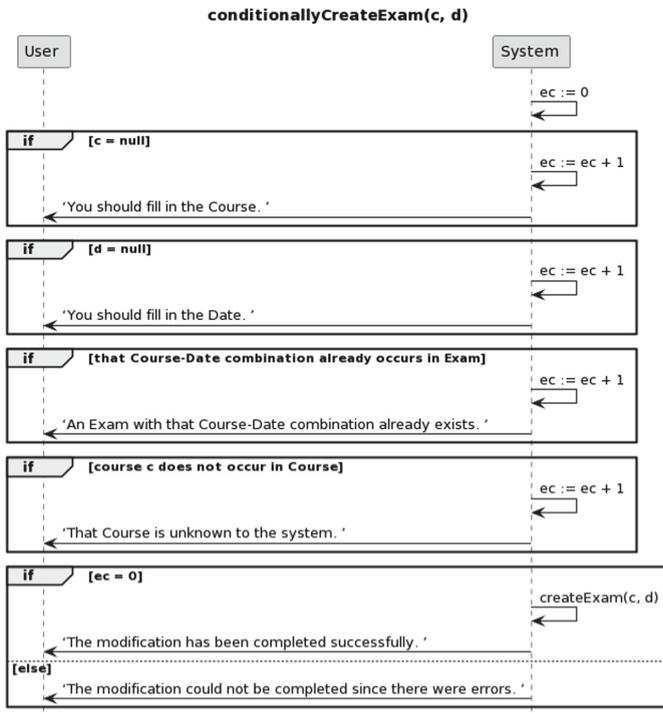 conditionallyCreateExam(c, d)
User
System
ec := 0
if [c = null]
ec := ec + 1
‘You should fill in the Course. ’
if [d = null]
ec := ec + 1
‘You should fill in the Date. ’
if [that Course-Date combination already occurs in Exam]
ec := ec + 1
‘An Exam with that Course-Date combination already exists. ’
if [course c does not occur in Course]
ec := ec + 1
‘That Course is unknown to the system. ’
if [ec = 0]
createExam(c, d)
‘The modification has been completed successfully. ’
[else]
‘The modification could not be completed since there were errors. ’